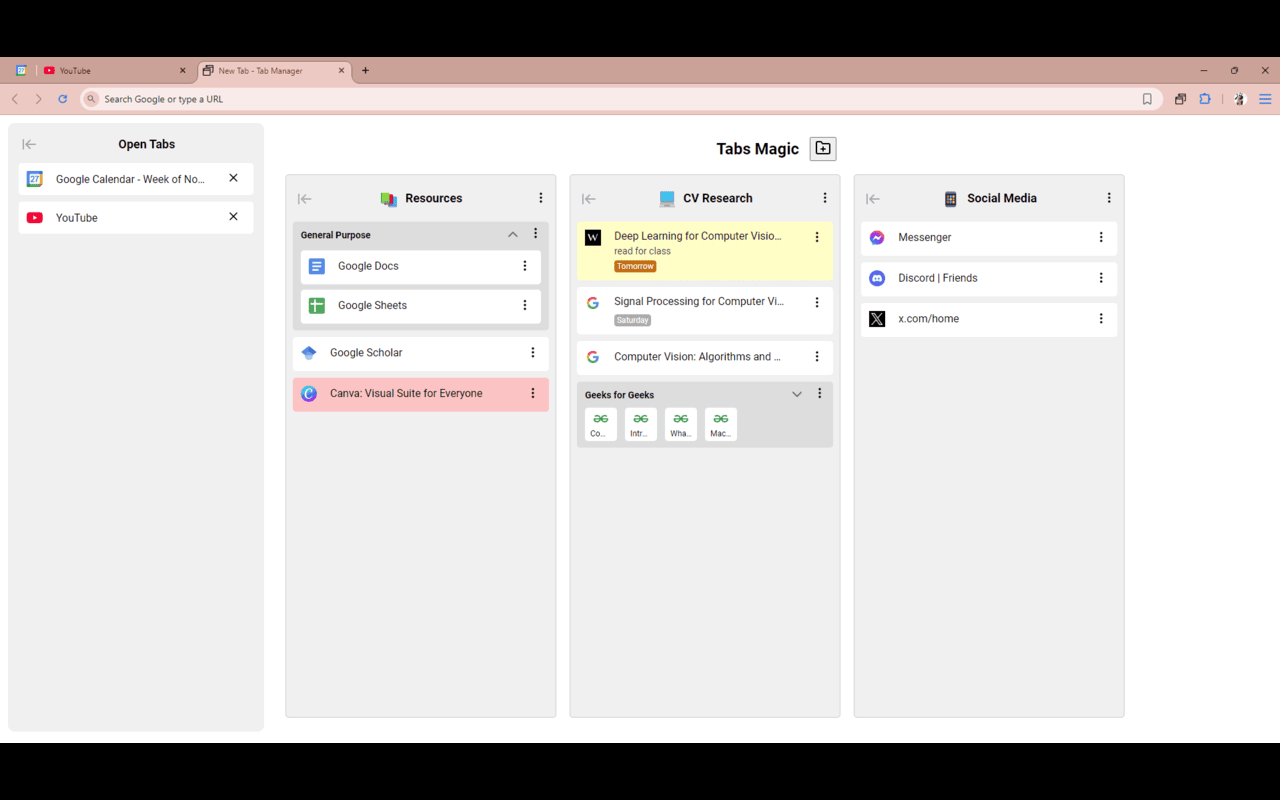 YouTube
New Tab - Tab Manager
Search Google or type a URL
Open Tabs
27
Google Calendar - Week of No...
YouTube
Tabs Magic
Resources
General Purpose
Google Docs
Google Sheets
Google Scholar
Canva: Visual Suite for Everyone
CV Research
W
Deep Learning for Computer Visio...
read for class
Tomorrow
Signal Processing for Computer Vi...
Saturday
Computer Vision: Algorithms and ...
Geeks for Geeks
Co...
Intr...
Wha...
Mac...
Social Media
Messenger
Discord | Friends
x.com/home